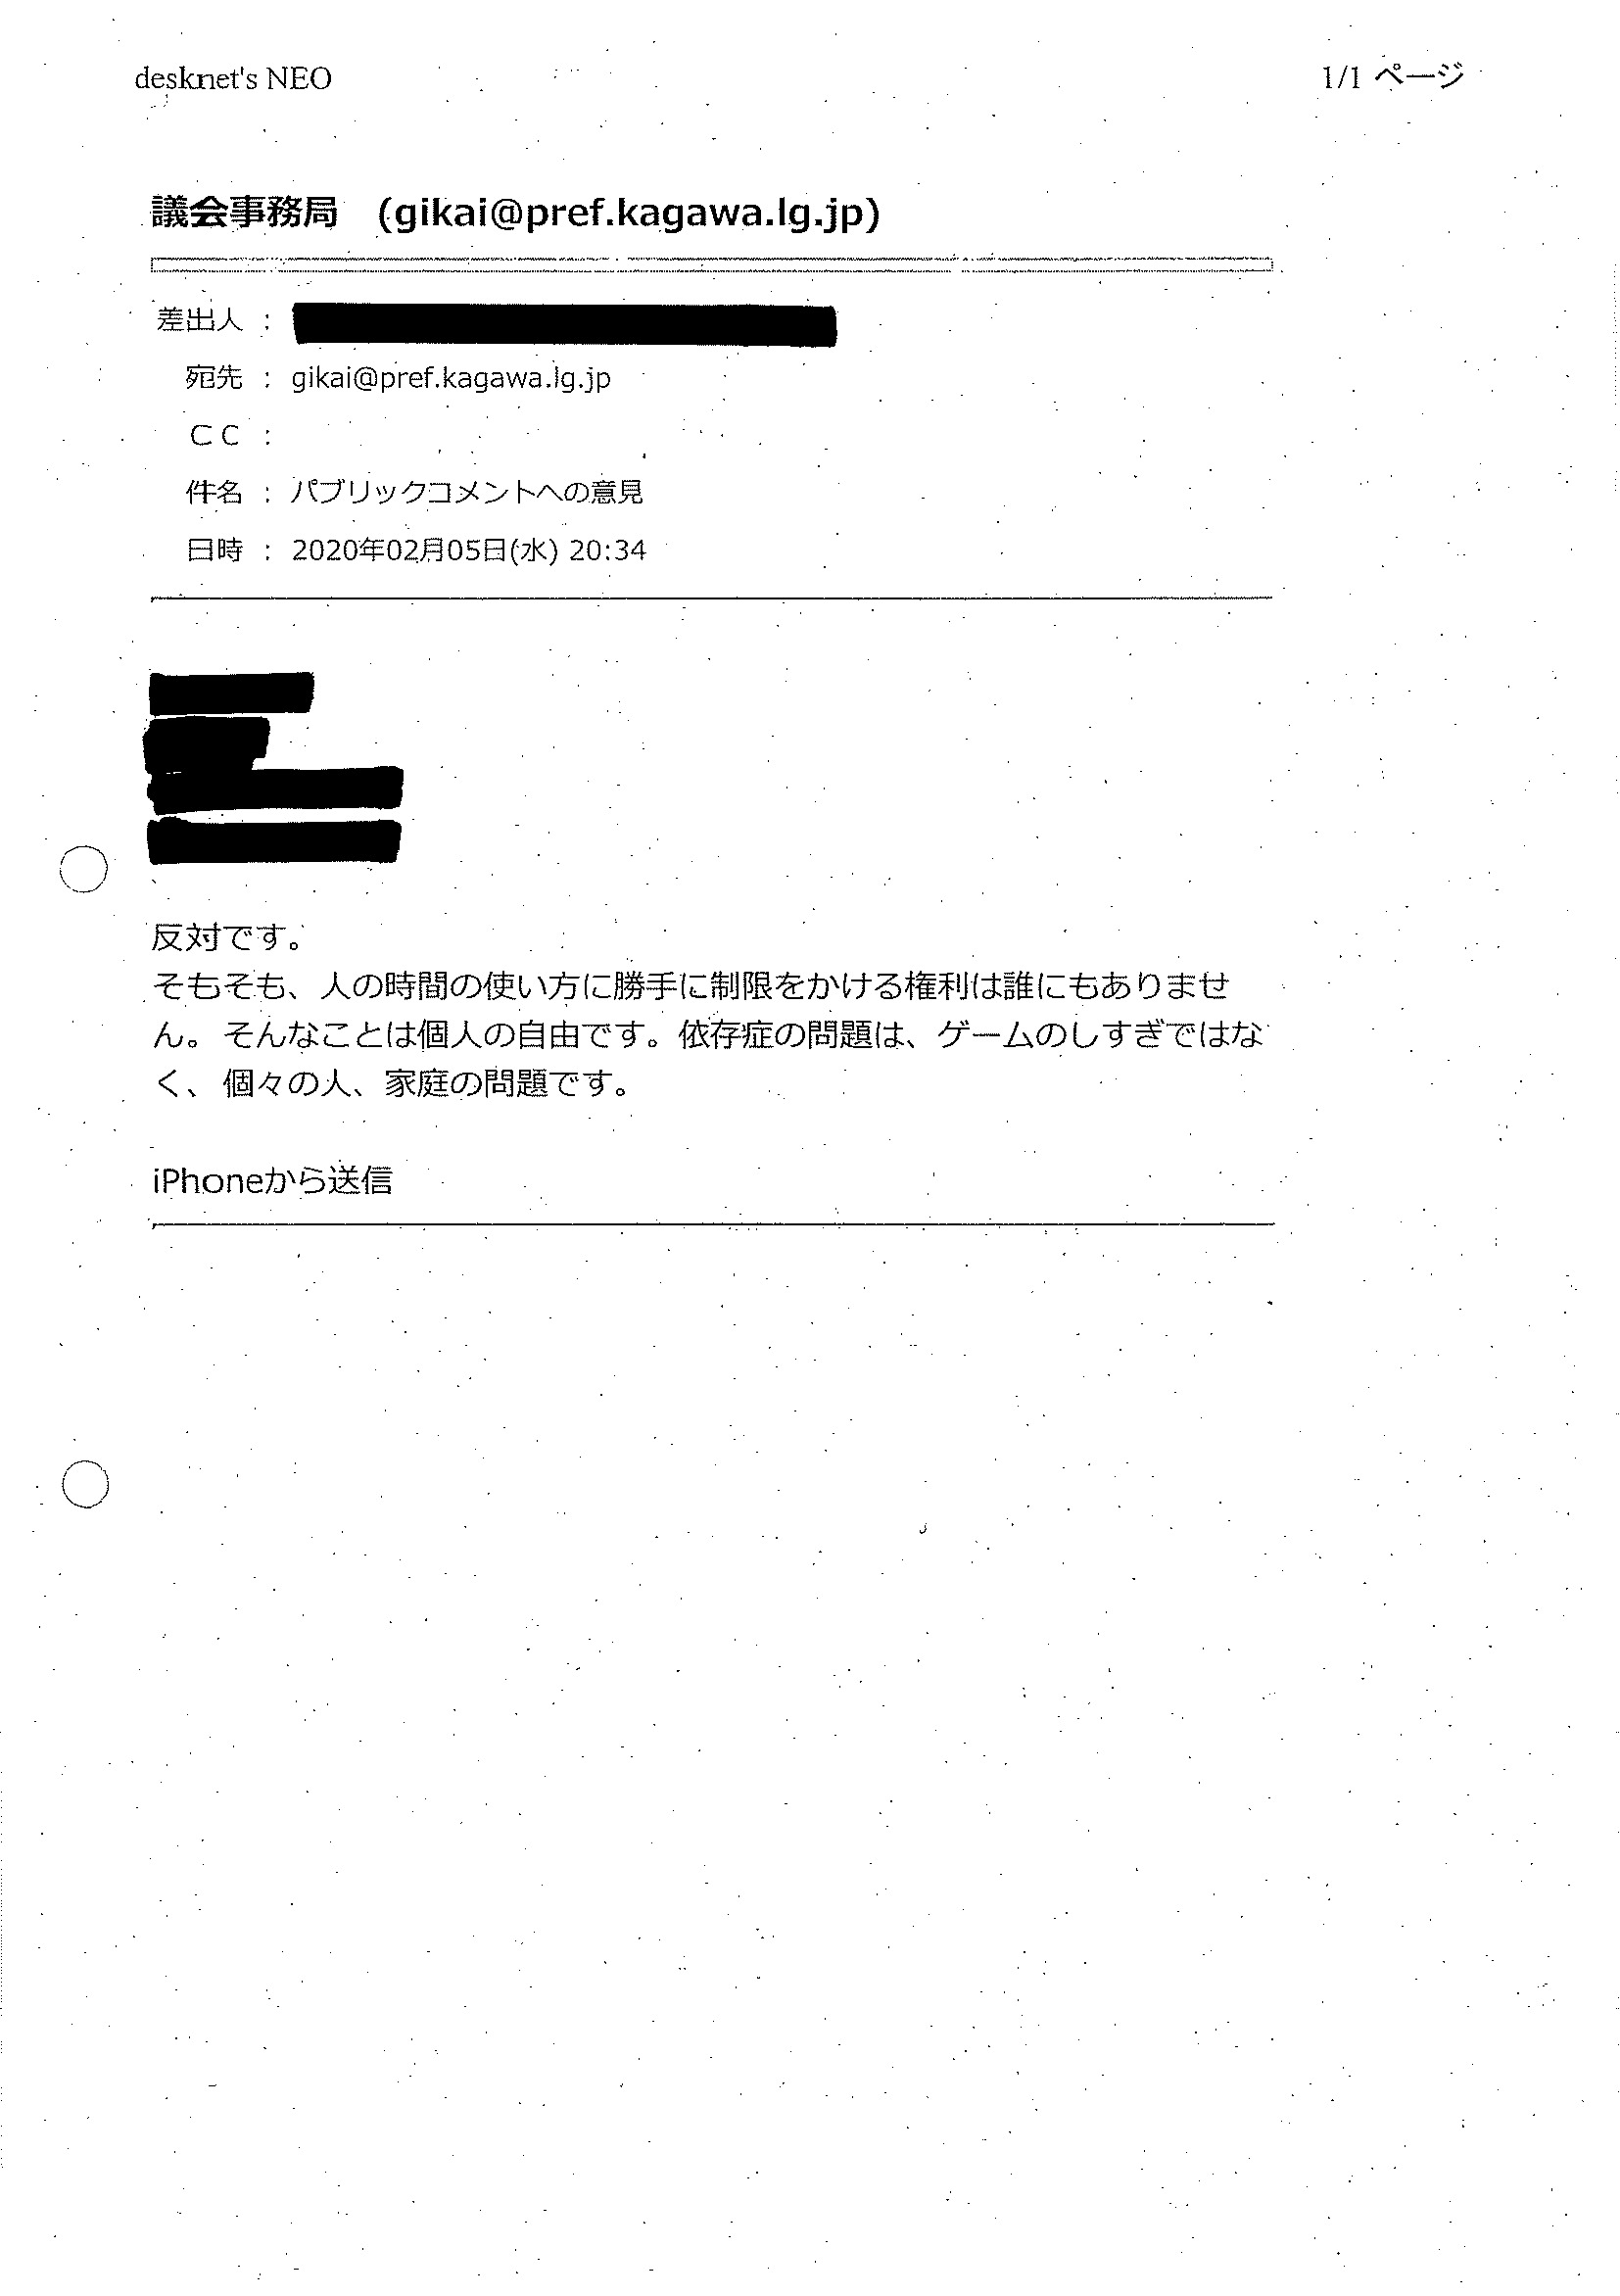 desknet's NEO
1/1 ページ
議会事務局 (gikai@pref.kagawa.lg.jp)
差出人 :
宛先 : gikai@pref.kagawa.lg.jp
CC :
件名 : パブリックコメントへの意見
日時 : 2020年02月05日(水) 20:34
反対です。
そもそも、人の時間の使い方に勝手に制限をかける権利は誰にもありませ
ん。そんなことは個人の自由です。依存症の問題は、ゲームのしすぎではな
く、個々の人、家庭の問題です。
iPhoneから送信